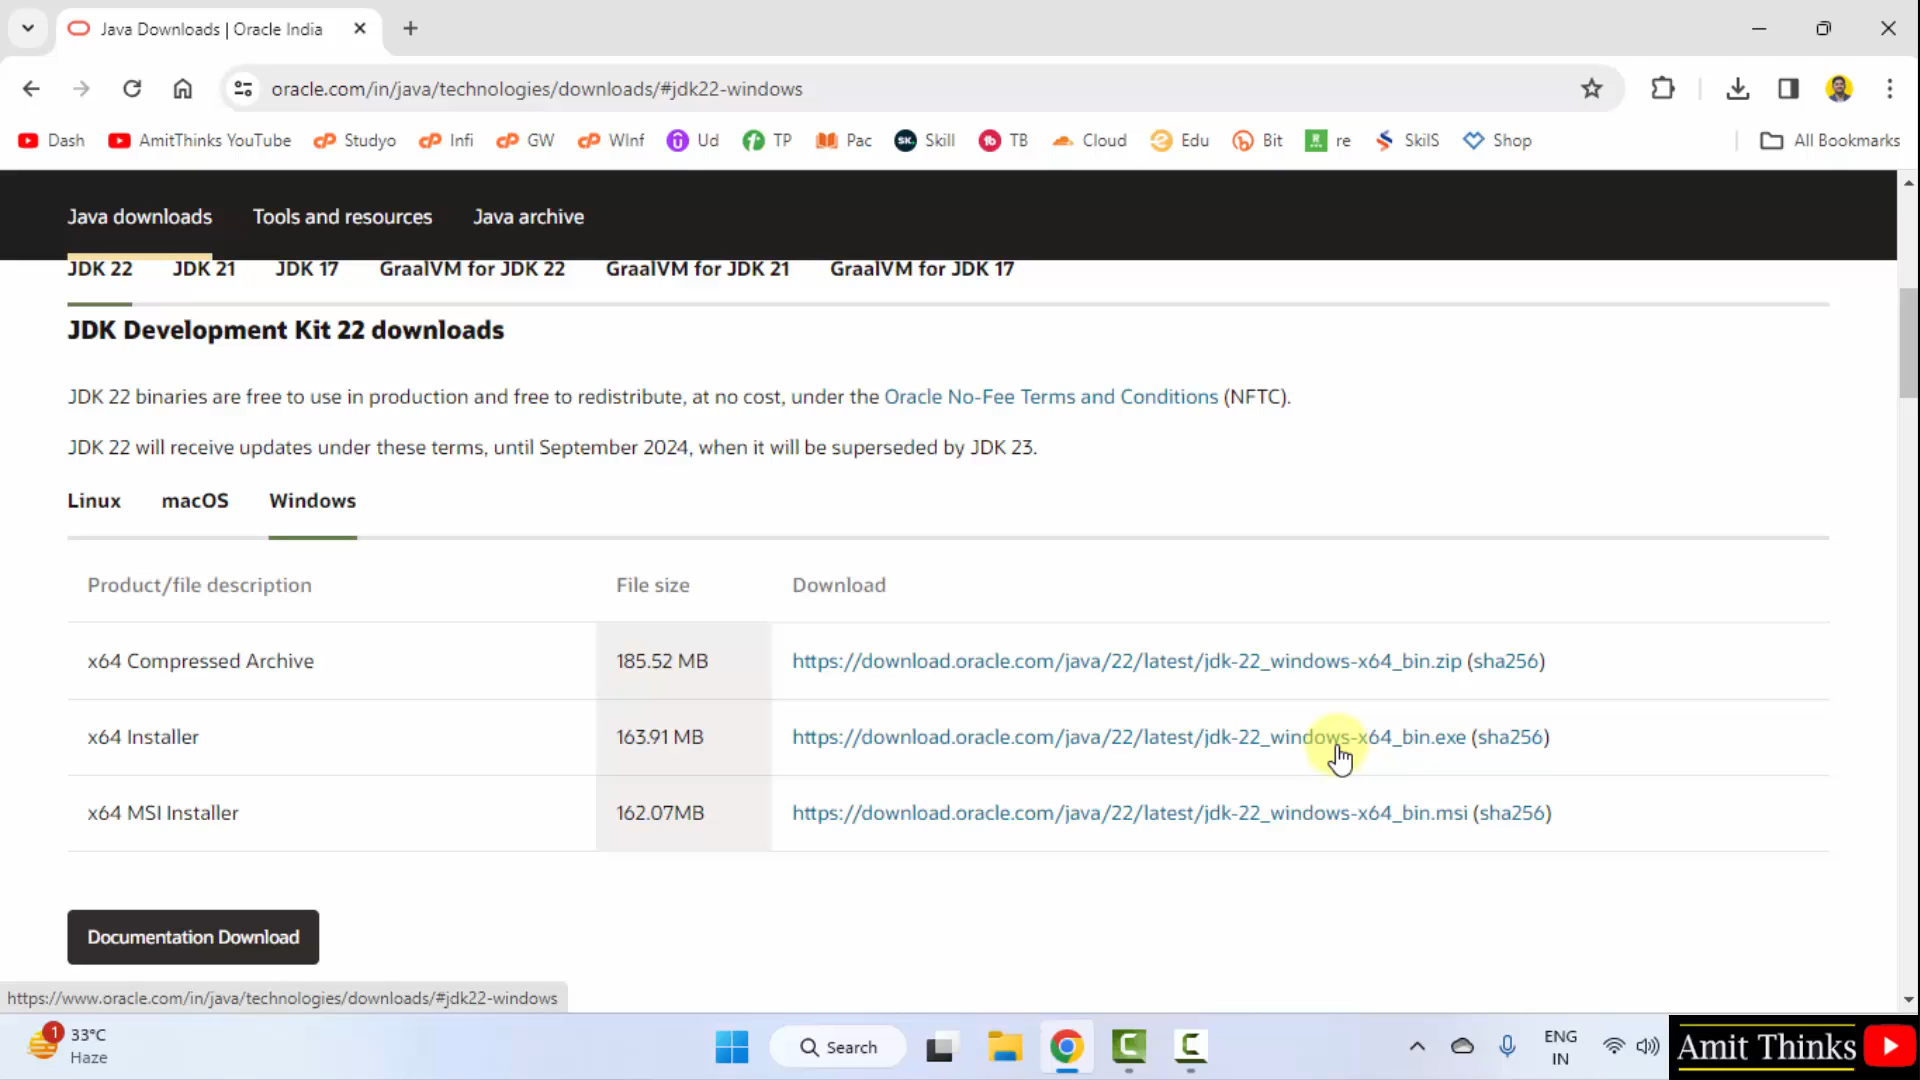 Java Downloads | Oracle India
oracle.com/in/java/technologies/downloads/#jdk22-windows
Dash AmitThinks YouTube Studyo Infi GW WInf Ud TP Pac Skill TB Cloud Edu Bit re SkilS Shop All Bookmarks
Java downloads Tools and resources Java archive
JDK 22 JDK 21 JDK 17 GraalVM for JDK 22 GraalVM for JDK 21 GraalVM for JDK 17
JDK Development Kit 22 downloads
JDK 22 binaries are free to use in production and free to redistribute, at no cost, under the Oracle No-Fee Terms and Conditions (NFTC).
JDK 22 will receive updates under these terms, until September 2024, when it will be superseded by JDK 23.
Linux macOS Windows
Product/file description File size Download
x64 Compressed Archive 185.52 MB https://download.oracle.com/java/22/latest/jdk-22_windows-x64_bin.zip (sha256)
x64 Installer 163.91 MB https://download.oracle.com/java/22/latest/jdk-22_windows-x64_bin.exe (sha256)
x64 MSI Installer 162.07MB https://download.oracle.com/java/22/latest/jdk-22_windows-x64_bin.msi (sha256)
Documentation Download
https://www.oracle.com/in/java/technologies/downloads/#jdk22-windows
1 33°C
Haze
Search
ENG
IN
Amit Thinks